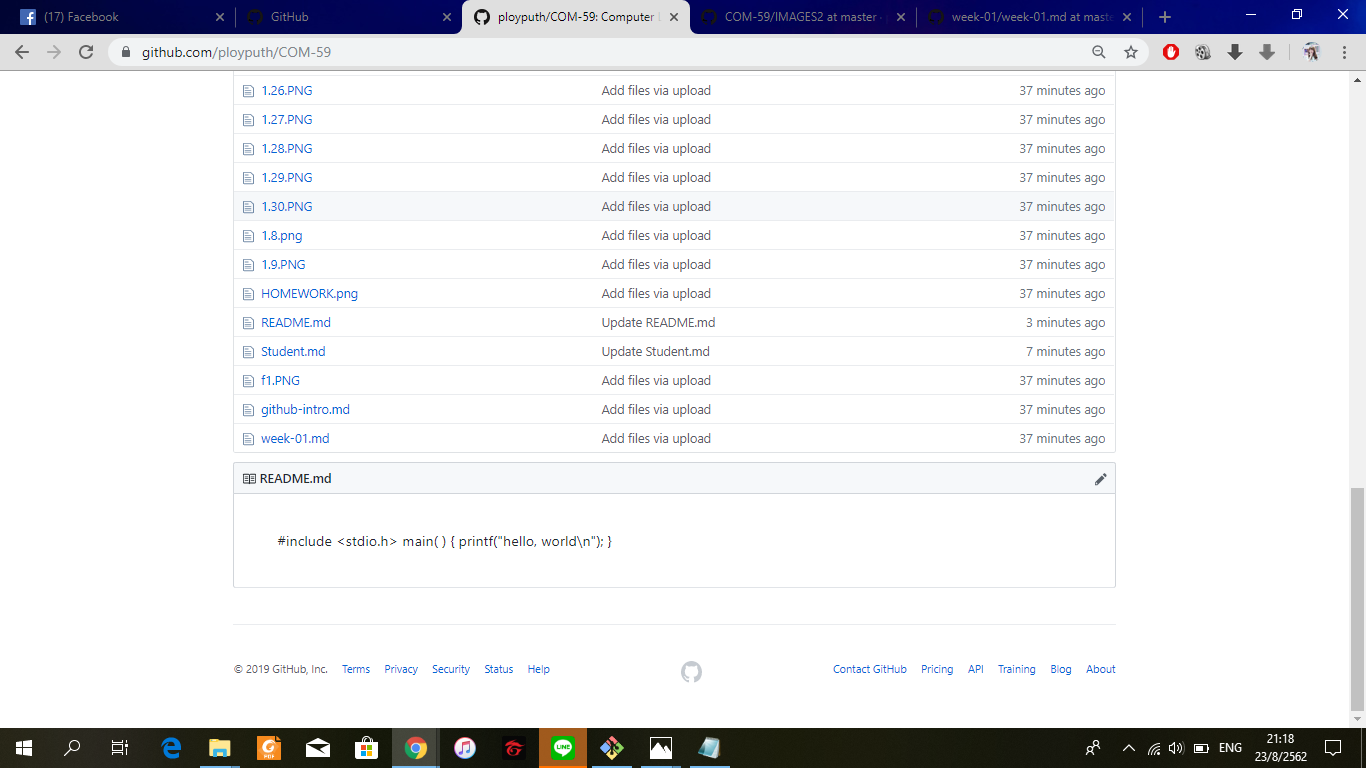 (17) Facebook
GitHub
ployputh/COM-59: Computer
COM-59/IMAGES2 at master ·
week-01/week-01.md at maste
github.com/ployputh/COM-59
1.26.PNG Add files via upload 37 minutes ago
1.27.PNG Add files via upload 37 minutes ago
1.28.PNG Add files via upload 37 minutes ago
1.29.PNG Add files via upload 37 minutes ago
1.30.PNG Add files via upload 37 minutes ago
1.8.png Add files via upload 37 minutes ago
1.9.PNG Add files via upload 37 minutes ago
HOMEWORK.png Add files via upload 37 minutes ago
README.md Update README.md 3 minutes ago
Student.md Update Student.md 7 minutes ago
f1.PNG Add files via upload 37 minutes ago
github-intro.md Add files via upload 37 minutes ago
week-01.md Add files via upload 37 minutes ago
README.md
#include <stdio.h> main( ) { printf("hello, world\n"); }
© 2019 GitHub, Inc. Terms Privacy Security Status Help Contact GitHub Pricing API Training Blog About
PDF
LINE
ENG
21:18
23/8/2562